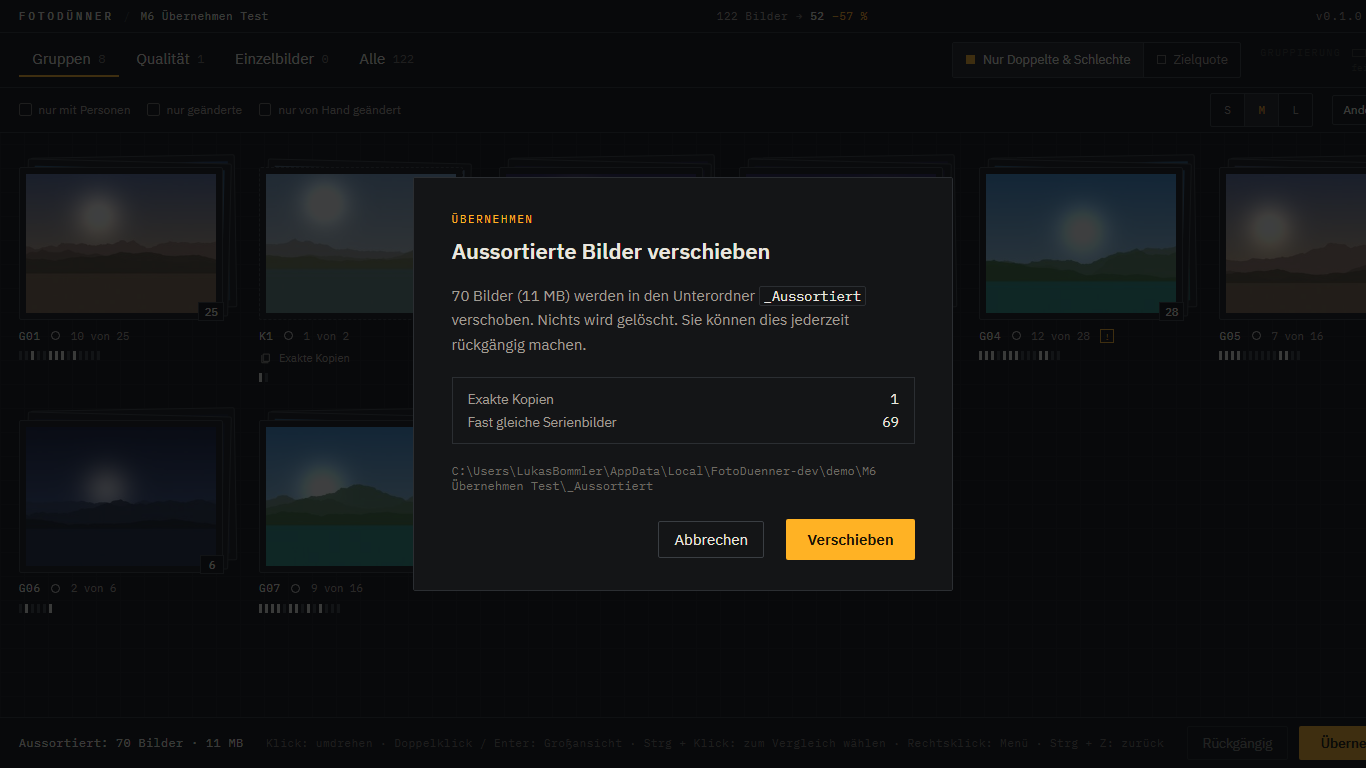 FOTODÜNNER / M6 Übernehmen Test 122 Bilder → 52 −57 % v0.1.0
Gruppen 8 Qualität 1 Einzelbilder 0 Alle 122 Nur Doppelte & Schlechte Zielquote GRUPPIERUNG
nur mit Personen nur geänderte nur von Hand geändert S M L
ÜBERNEHMEN
Aussortierte Bilder verschieben
70 Bilder (11 MB) werden in den Unterordner _Aussortiert
verschoben. Nichts wird gelöscht. Sie können dies jederzeit
rückgängig machen.
Exakte Kopien 1
Fast gleiche Serienbilder 69
C:\Users\LukasBommler\AppData\Local\FotoDuenner-dev\demo\M6
Übernehmen Test\_Aussortiert
Abbrechen Verschieben
25
G01 10 von 25
K1 1 von 2
Exakte Kopien
28
G04 12 von 28 !
G05 7 von 16
6
G06 2 von 6
G07 9 von 16
Aussortiert: 70 Bilder · 11 MB Klick: umdrehen · Doppelklick / Enter: Großansicht · Strg + Klick: zum Vergleich wählen · Rechtsklick: Menü · Strg + Z: zurück Rückgängig